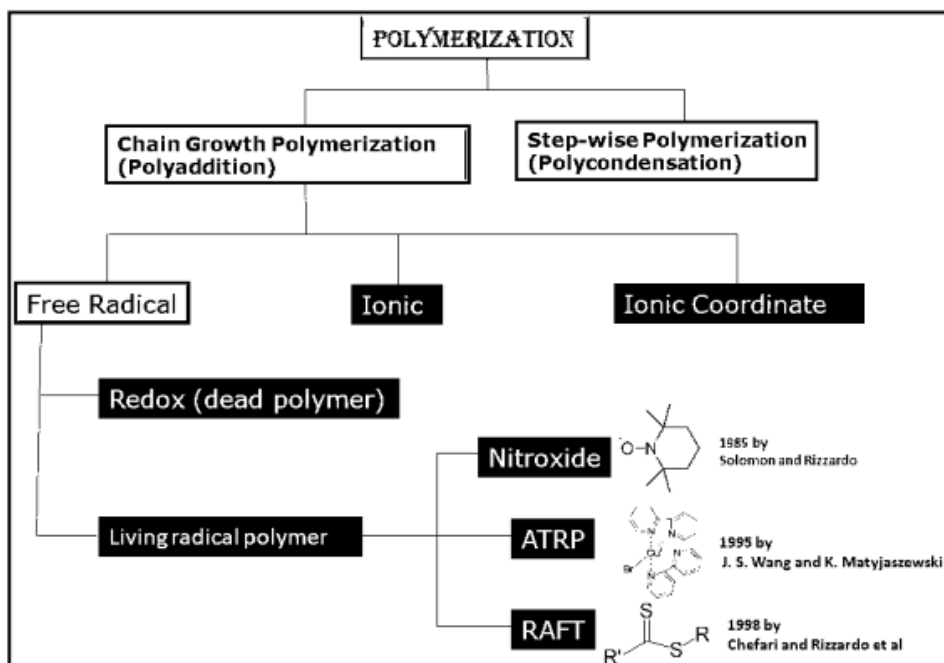 POLYMERIZATION
Chain Growth Polymerization
(Polyaddition)
Step-wise Polymerization
(Polycondensation)
Free Radical
Ionic
Ionic Coordinate
Redox (dead polymer)
Living radical polymer
Nitroxide
O–N
1985 by
Solomon and Rizzardo
ATRP
N
N
Cu
N
N
Br
1995 by
J. S. Wang and K. Matyjaszewski
RAFT
S
R' S R
1998 by
Chefari and Rizzardo et al